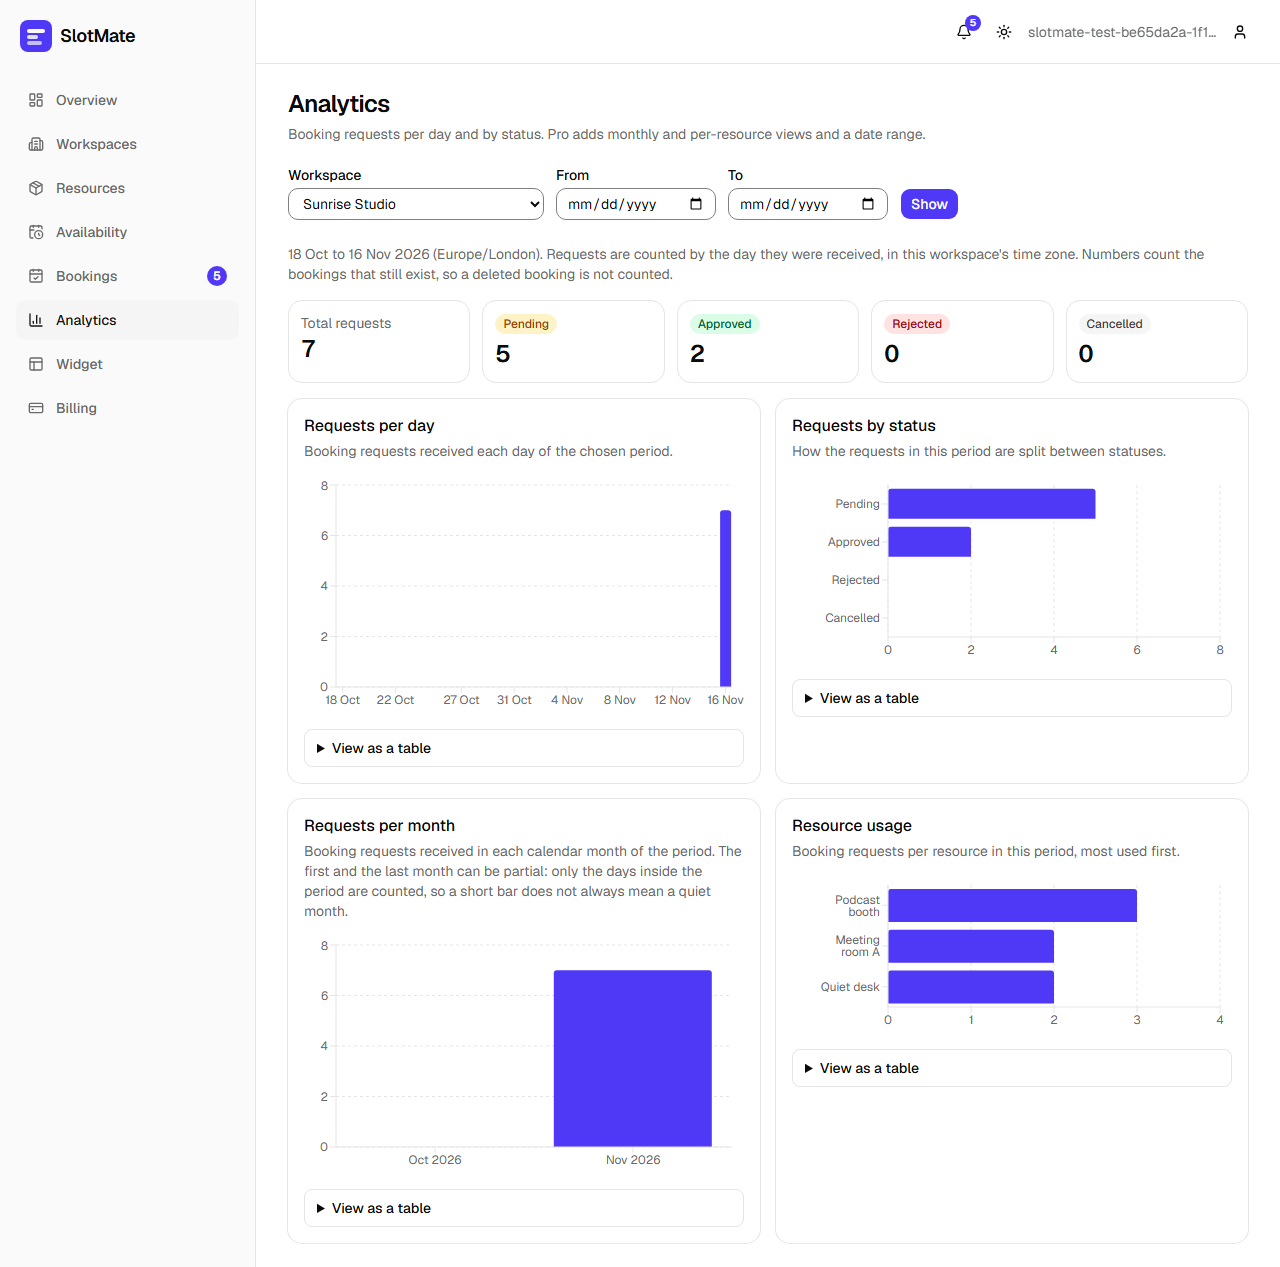 SlotMate
5
slotmate-test-be65da2a-1f1...
Overview
Workspaces
Resources
Availability
Bookings
5
Analytics
Widget
Billing
Analytics
Booking requests per day and by status. Pro adds monthly and per-resource views and a date range.
Workspace
From
To
Sunrise Studio
mm/dd/yyyy
mm/dd/yyyy
Show
18 Oct to 16 Nov 2026 (Europe/London). Requests are counted by the day they were received, in this workspace's time zone. Numbers count the
bookings that still exist, so a deleted booking is not counted.
Total requests
7
Pending
5
Approved
2
Rejected
0
Cancelled
0
Requests per day
Booking requests received each day of the chosen period.
8
6
4
2
0
18 Oct 22 Oct 27 Oct 31 Oct 4 Nov 8 Nov 12 Nov 16 Nov
View as a table
Requests by status
How the requests in this period are split between statuses.
Pending
Approved
Rejected
Cancelled
0 2 4 6 8
View as a table
Requests per month
Booking requests received in each calendar month of the period. The
first and the last month can be partial: only the days inside the
period are counted, so a short bar does not always mean a quiet
month.
8
6
4
2
0
Oct 2026 Nov 2026
View as a table
Resource usage
Booking requests per resource in this period, most used first.
Podcast
booth
Meeting
room A
Quiet desk
0 1 2 3 4
View as a table